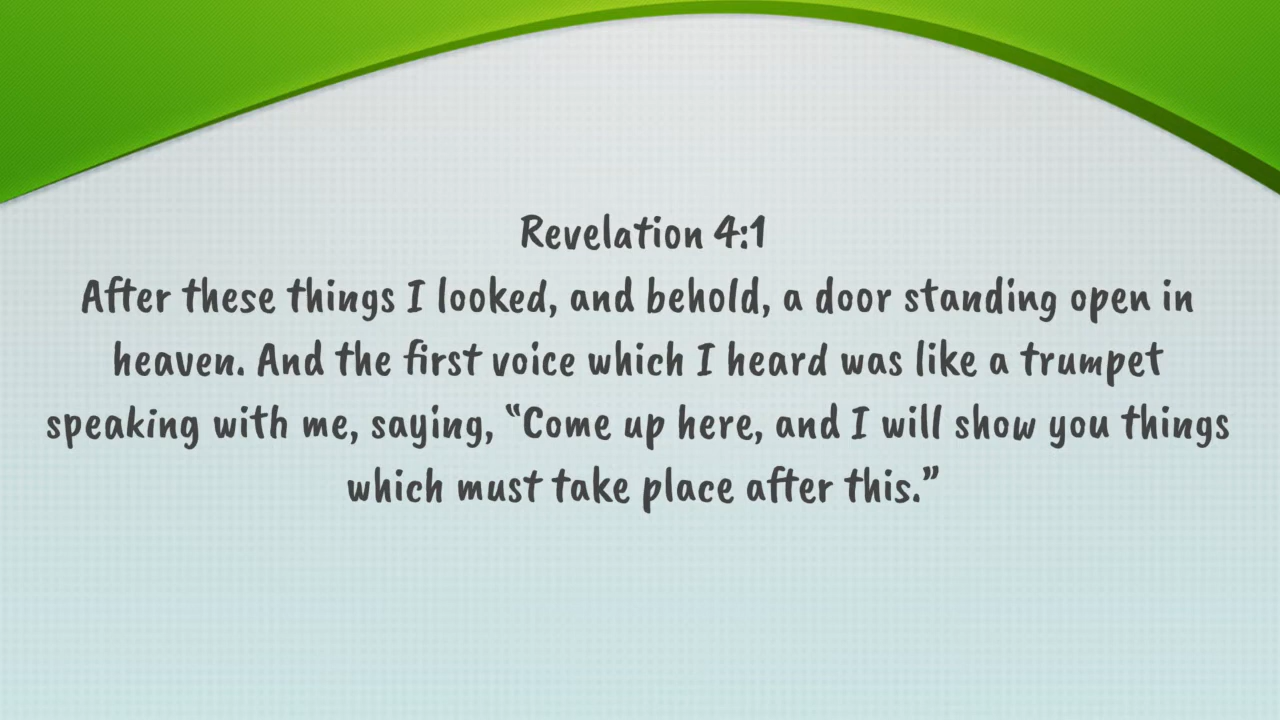 Revelation 4:1
After these things I looked, and behold, a door standing open in
heaven. And the first voice which I heard was like a trumpet
speaking with me, saying, “Come up here, and I will show you things
which must take place after this.”